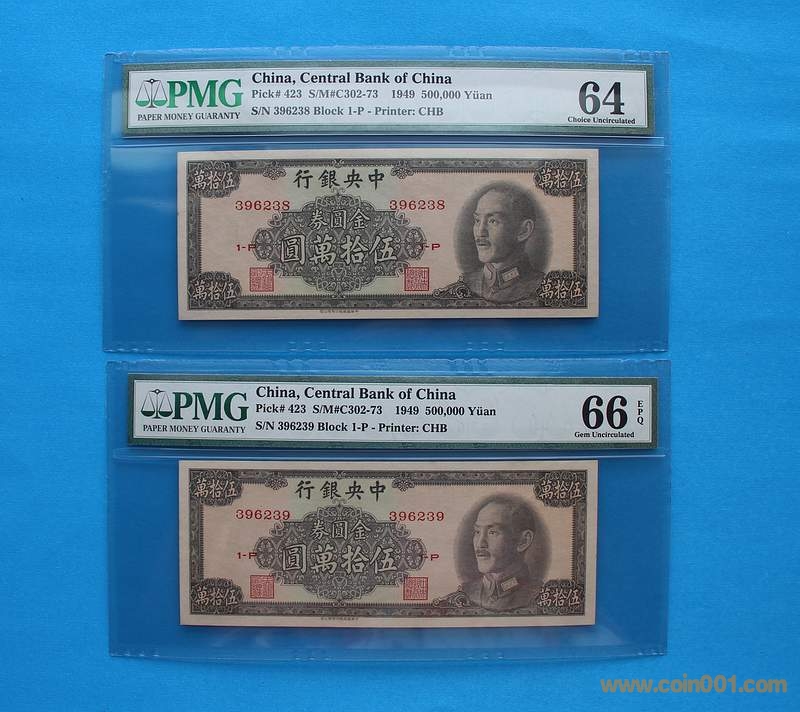 PMG
PAPER MONEY GUARANTY
China, Central Bank of China
Pick# 423 S/M#C302-73 1949 500,000 Yüan
S/N 396238 Block 1-P - Printer: CHB
64
Choice Uncirculated
萬拾伍
行銀央中
萬拾伍
396238
396238
券圓金
1-P
圓萬拾伍
-P
萬拾伍
萬拾伍
PMG
PAPER MONEY GUARANTY
China, Central Bank of China
Pick# 423 S/M#C302-73 1949 500,000 Yüan
S/N 396239 Block 1-P - Printer: CHB
66
EPQ
Gem Uncirculated
萬拾伍
行銀央中
萬拾伍
396239
396239
券圓金
1-P
圓萬拾伍
-P
萬拾伍
萬拾伍
www.coin001.com